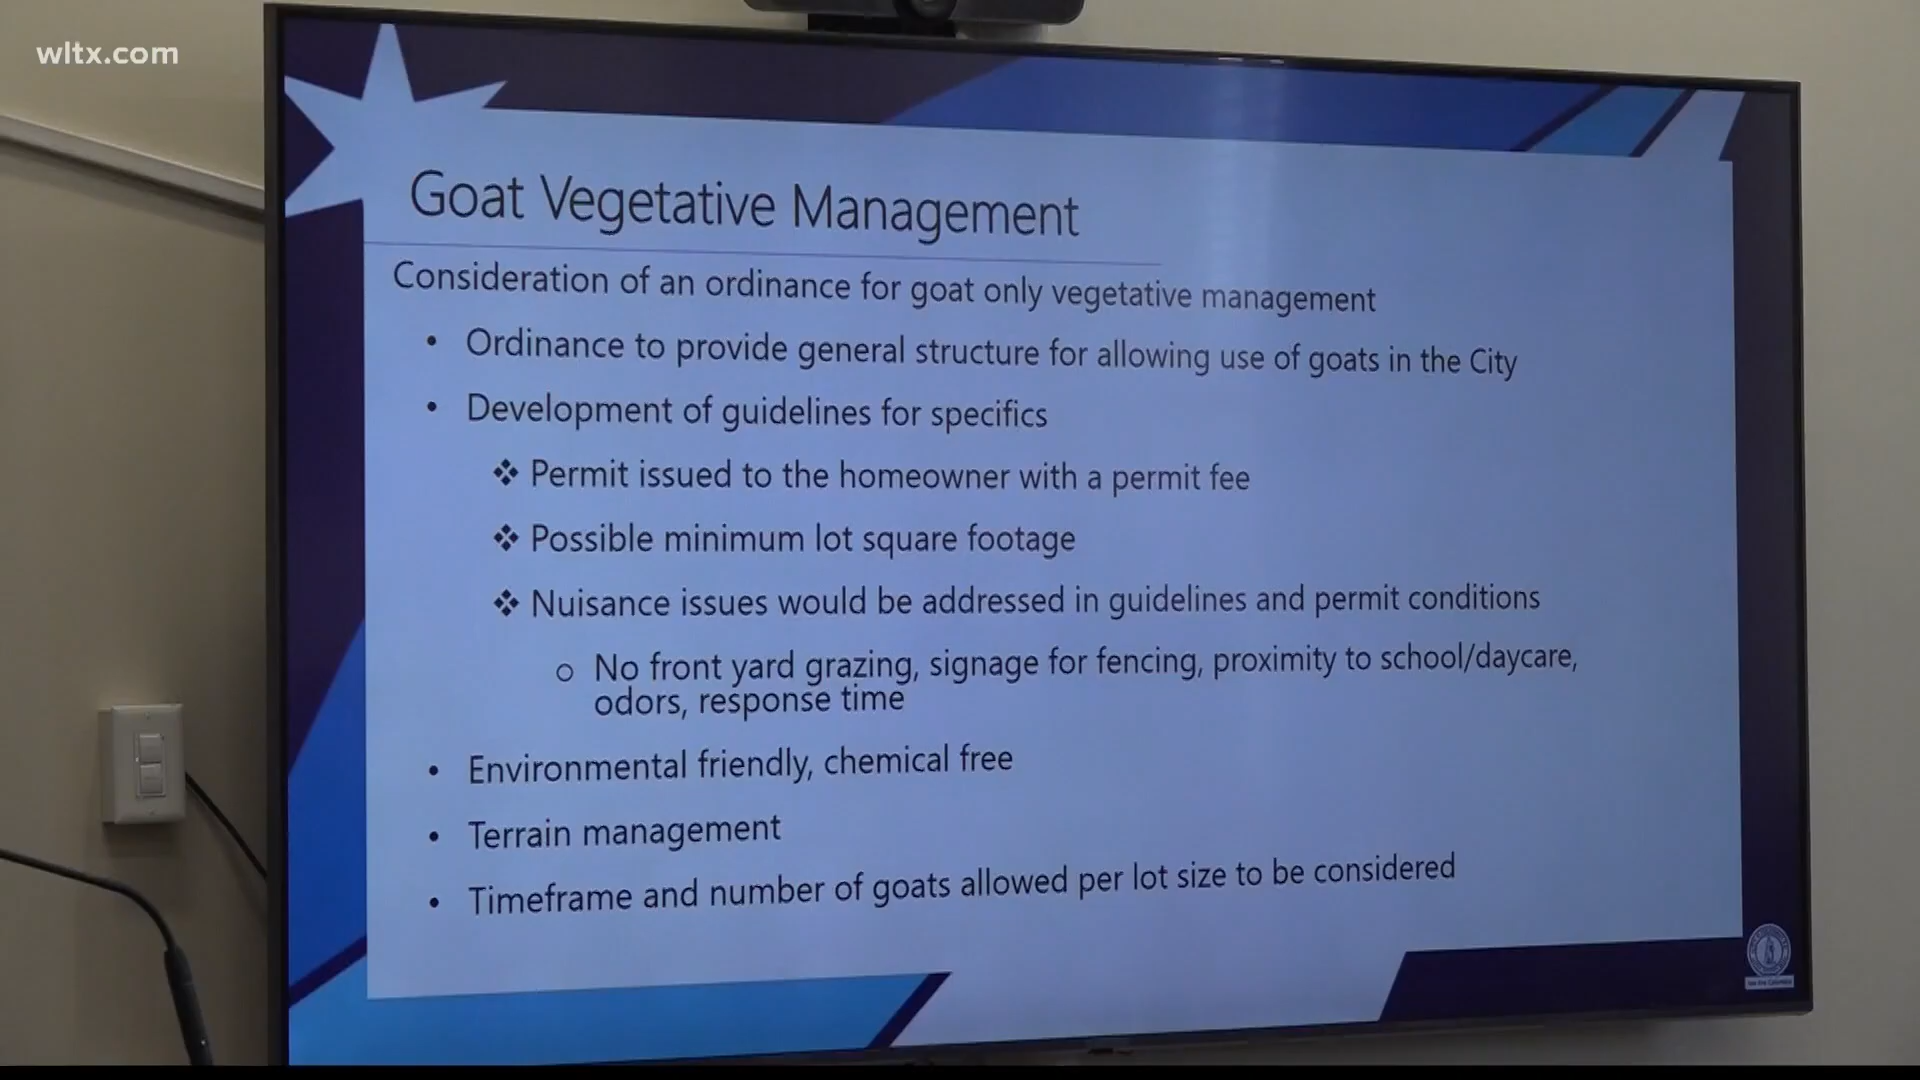 wltx.com
Goat Vegetative Management
Consideration of an ordinance for goat only vegetative management
• Ordinance to provide general structure for allowing use of goats in the City
• Development of guidelines for specifics
❖ Permit issued to the homeowner with a permit fee
❖ Possible minimum lot square footage
❖ Nuisance issues would be addressed in guidelines and permit conditions
o No front yard grazing, signage for fencing, proximity to school/daycare,
odors, response time
• Environmental friendly, chemical free
• Terrain management
• Timeframe and number of goats allowed per lot size to be considered